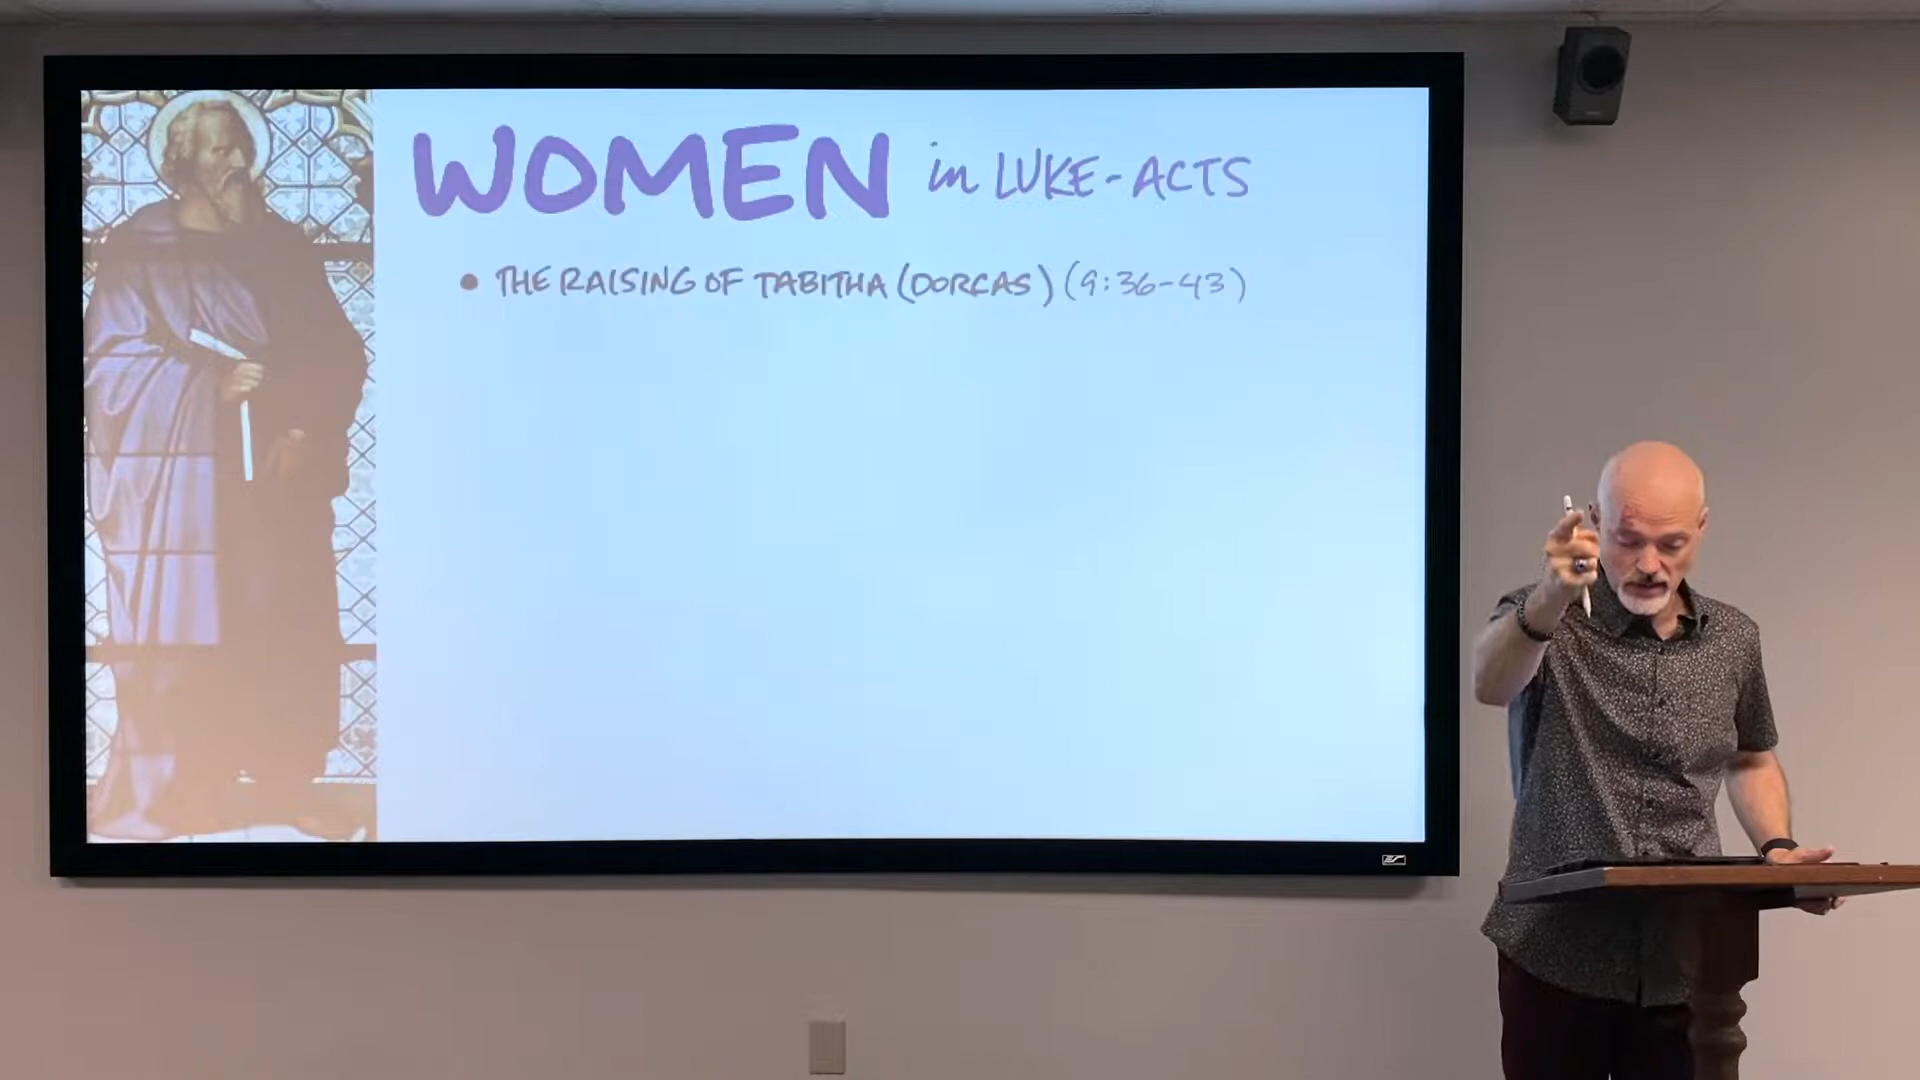 WOMEN in LUKE-ACTS
• THE RAISING OF TABITHA (DORCAS) (9:36-43)